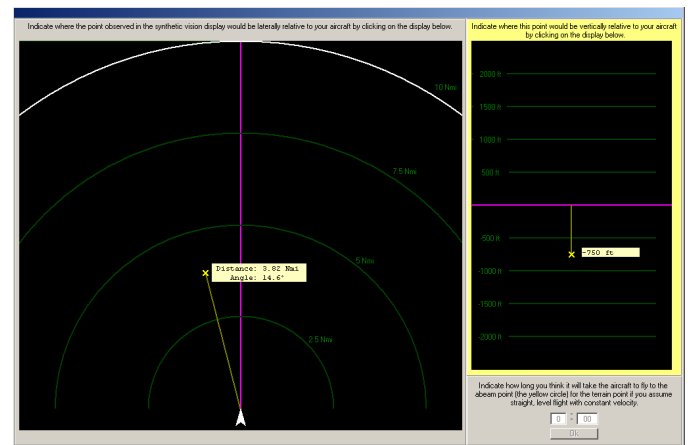 Indicate where the point observed in the synthetic vision display would be laterally relative to your aircraft by clicking on the display below.
10 Nmi
7.5 Nmi
5 Nmi
2.5 Nmi
Distance: 3.82 Nmi
Angle: 14.6°
Indicate where this point would be vertically relative to your aircraft
by clicking on the display below.
2000 ft
1500 ft
1000 ft
500 ft
-500 ft
-750 ft
-1000 ft
-1500 ft
-2000 ft
Indicate how long you think it will take the aircraft to fly to the
abeam point (the yellow circle) for the terrain point if you assume
straight, level flight with constant velocity.
0 : 00
Ok